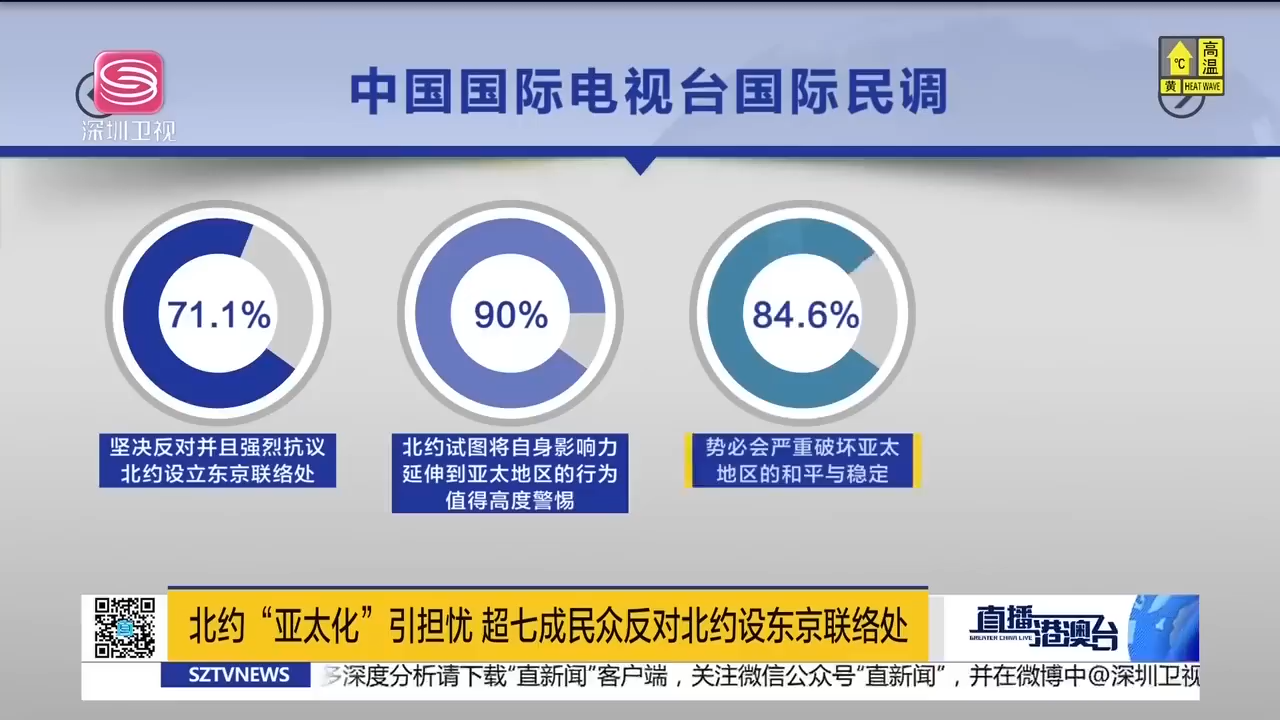 中国国际电视台国际民调
深圳卫视
℃
高温
黄
HEAT WAVE
71.1%
90%
84.6%
坚决反对并且强烈抗议
北约设立东京联络处
北约试图将自身影响力
延伸到亚太地区的行为
值得高度警惕
势必会严重破坏亚太
地区的和平与稳定
北约“亚太化”引担忧 超七成民众反对北约设东京联络处
直播港澳台
GREATER CHINA LIVE
SZTVNEWS
深度分析请下载“直新闻”客户端，关注微信公众号“直新闻”，并在微博中@深圳卫视